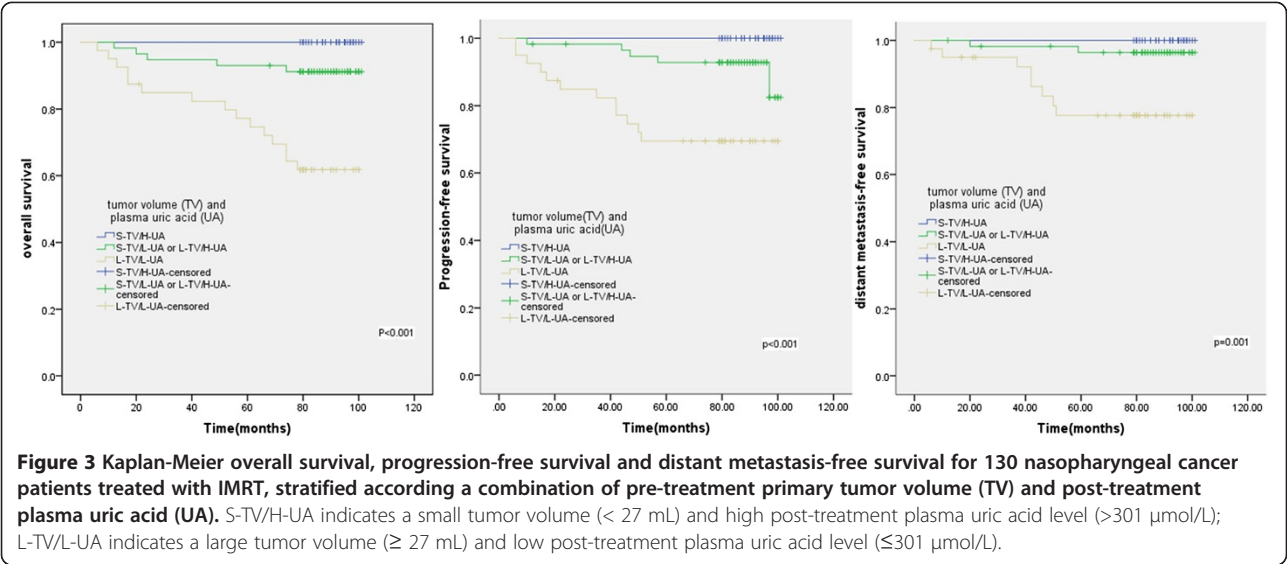 overall survival
1.0
0.8
0.6
0.4
0.2
0.0
tumor volume (TV) and
plasma uric acid (UA)
S-TV/H-UA
S-TV/L-UA or L-TV/H-UA
L-TV/L-UA
S-TV/H-UA-censored
S-TV/L-UA or L-TV/H-UA-
censored
L-TV/L-UA-censored
P<0.001
0 20 40 60 80 100 120
Time(months)
Progression-free survival
1.0
0.8
0.6
0.4
0.2
0.0
tumor volume(TV) and
plasma uric acid(UA)
S-TV/H-UA
S-TV/L-UA or L-TV/H-UA
L-TV/L-UA
S-TV/H-UA-censored
S-TV/L-UA or L-TV/H-UA-
censored
L-TV/L-UA-censored
p<0.001
.00 20.00 40.00 60.00 80.00 100.00 120.00
Time(months)
distant metastasis-free survival
1.0
0.8
0.6
0.4
0.2
0.0
tumor volume (TV) and
plasma uric acid (UA)
S-TV/H-UA
S-TV/L-UA or L-TV/H-UA
L-TV/L-UA
S-TV/H-UA-censored
S-TV/L-UA or L-TV/H-UA-
censored
L-TV/L-UA-censored
p=0.001
.00 20.00 40.00 60.00 80.00 100.00 120.00
Time(months)
Figure 3 Kaplan-Meier overall survival, progression-free survival and distant metastasis-free survival for 130 nasopharyngeal cancer
patients treated with IMRT, stratified according a combination of pre-treatment primary tumor volume (TV) and post-treatment
plasma uric acid (UA). S-TV/H-UA indicates a small tumor volume (< 27 mL) and high post-treatment plasma uric acid level (>301 μmol/L);
L-TV/L-UA indicates a large tumor volume (≥ 27 mL) and low post-treatment plasma uric acid level (≤301 μmol/L).